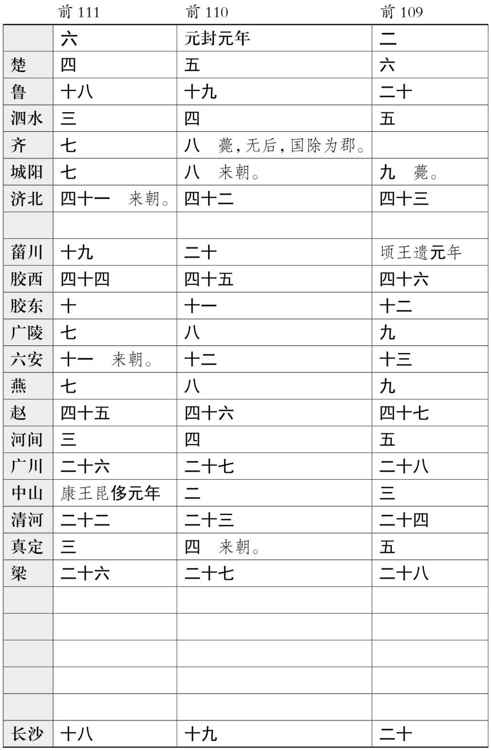 前111 前110 前109
六 元封元年 二
楚 四 五 六
鲁 十八 十九 二十
泗水 三 四 五
齐 七 八 薨，无后，国除为郡。
城阳 七 八 来朝。 九 薨。
济北 四十一 来朝。 四十二 四十三
菑川 十九 二十 顷王遗元年
胶西 四十四 四十五 四十六
胶东 十 十一 十二
广陵 七 八 九
六安 十一 来朝。 十二 十三
燕 七 八 九
赵 四十五 四十六 四十七
河间 三 四 五
广川 二十六 二十七 二十八
中山 康王昆侈元年 二 三
清河 二十二 二十三 二十四
真定 三 四 来朝。 五
梁 二十六 二十七 二十八
长沙 十八 十九 二十